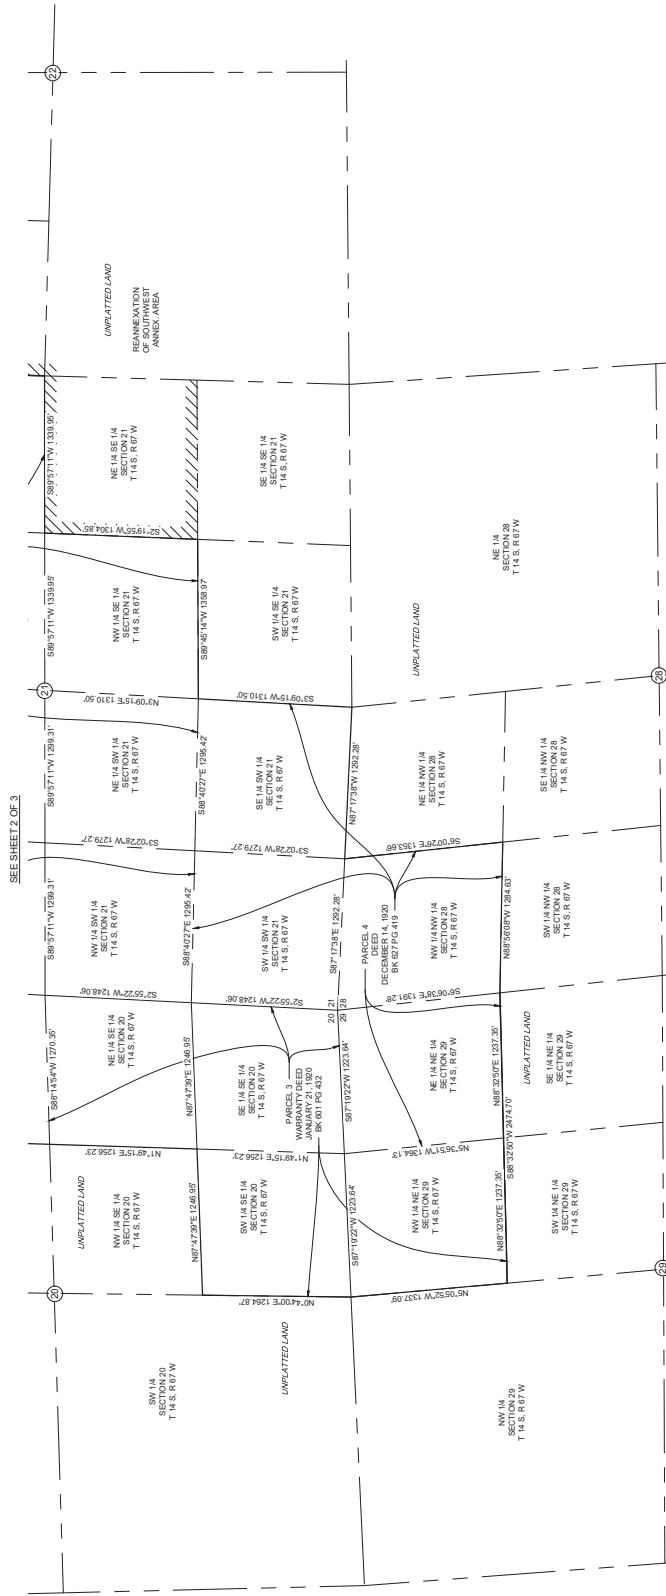 SEE SHEET 2 OF 3
22
21
20
28
29
20 21
29 28
UNPLATTED LAND
REANNEXATION
OF SOUTHWEST
ANNEX. AREA
S89°57'11"W 1339.95'
NE 1/4 SE 1/4
SECTION 21
T 14 S, R 67 W
SE 1/4 SE 1/4
SECTION 21
T 14 S, R 67 W
S2°19'55"W 1304.85'
S89°57'11"W 1339.95'
NW 1/4 SE 1/4
SECTION 21
T 14 S, R 67 W
S89°45'14"W 1358.97'
SW 1/4 SE 1/4
SECTION 21
T 14 S, R 67 W
UNPLATTED LAND
NE 1/4
SECTION 28
T 14 S, R 67 W
N3°09'15"E 1310.50'
S3°09'15"W 1310.50'
S89°57'11"W 1299.31'
NE 1/4 SW 1/4
SECTION 21
T 14 S, R 67 W
S88°40'27"E 1295.42'
SE 1/4 SW 1/4
SECTION 21
T 14 S, R 67 W
N87°17'38"W 1292.28'
NE 1/4 NW 1/4
SECTION 28
T 14 S, R 67 W
SE 1/4 NW 1/4
SECTION 28
T 14 S, R 67 W
S3°02'28"W 1279.27'
S3°02'28"W 1279.27'
S6°00'26"E 1353.66'
S89°57'11"W 1299.31'
NW 1/4 SW 1/4
SECTION 21
T 14 S, R 67 W
S88°40'27"E 1295.42'
SW 1/4 SW 1/4
SECTION 21
T 14 S, R 67 W
S87°17'38"E 1292.28'
PARCEL 4
DEED
DECEMBER 14, 1920
BK 627 PG 419
NW 1/4 NW 1/4
SECTION 28
T 14 S, R 67 W
N88°56'08"W 1284.63'
SW 1/4 NW 1/4
SECTION 28
T 14 S, R 67 W
S2°55'22"W 1248.06'
S2°55'22"W 1248.06'
S6°06'38"E 1391.28'
S88°14'54"W 1270.35'
NE 1/4 SE 1/4
SECTION 20
T 14 S, R 67 W
N87°47'39"E 1246.95'
SE 1/4 SE 1/4
SECTION 20
T 14 S, R 67 W
PARCEL 3
WARRANTY DEED
JANUARY 21, 1920
BK 601 PG 432
S87°19'22"W 1223.64'
NE 1/4 NE 1/4
SECTION 29
T 14 S, R 67 W
N88°32'50"E 1237.35'
UNPLATTED LAND
SE 1/4 NE 1/4
SECTION 29
T 14 S, R 67 W
N1°49'15"E 1256.23'
N1°49'15"E 1256.23'
N5°36'51"W 1364.13'
S88°32'50"W 2474.70'
UNPLATTED LAND
NW 1/4 SE 1/4
SECTION 20
T 14 S, R 67 W
N87°47'39"E 1246.95'
SW 1/4 SE 1/4
SECTION 20
T 14 S, R 67 W
S87°19'22"W 1223.64'
NW 1/4 NE 1/4
SECTION 29
T 14 S, R 67 W
N88°32'50"E 1237.35'
SW 1/4 NE 1/4
SECTION 29
T 14 S, R 67 W
N0°44'00"E 1264.87'
N5°05'52"W 1337.09'
SW 1/4
SECTION 20
T 14 S, R 67 W
UNPLATTED LAND
NW 1/4
SECTION 29
T 14 S, R 67 W